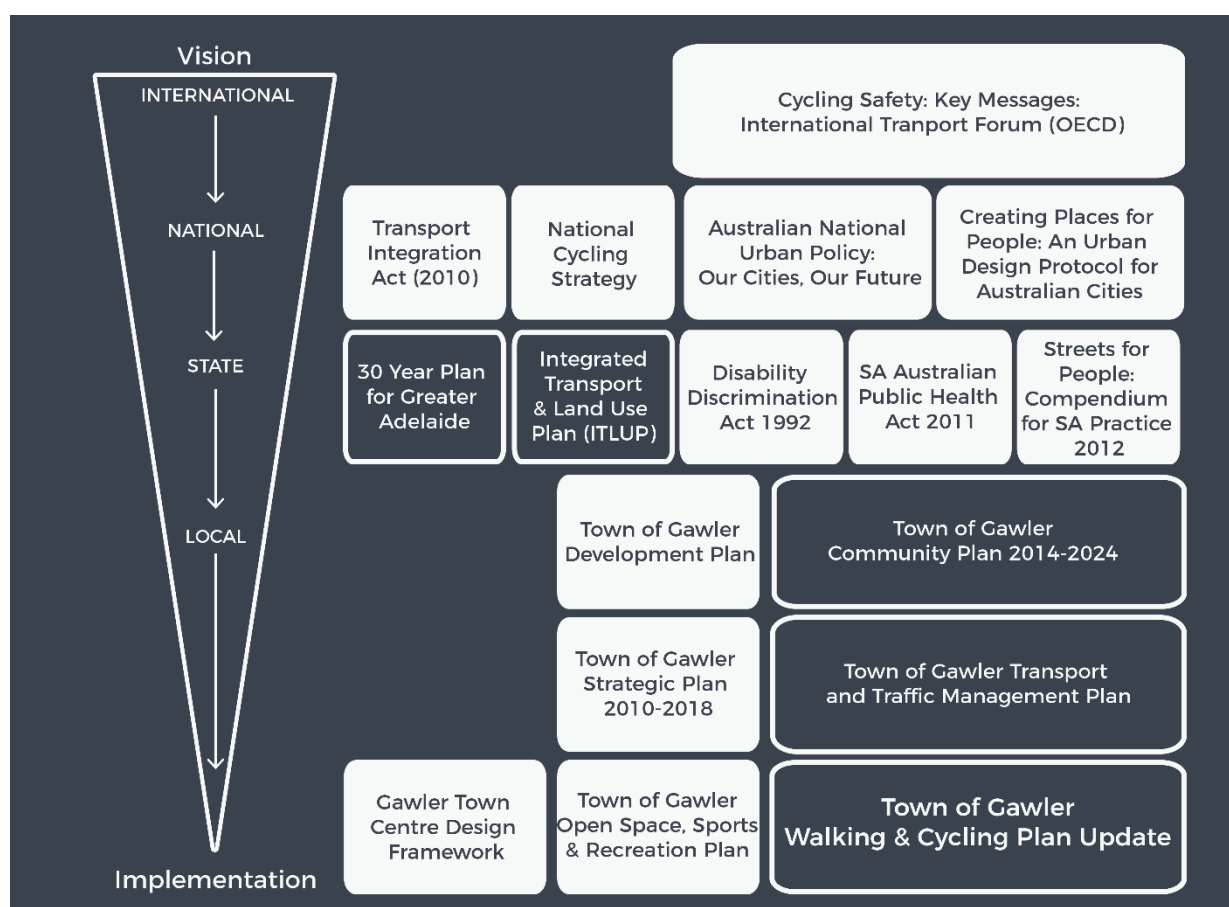 Vision
INTERNATIONAL
Cycling Safety: Key Messages:
International Tranport Forum (OECD)
NATIONAL
Transport
Integration
Act (2010)
National
Cycling
Strategy
Australian National
Urban Policy:
Our Cities, Our Future
Creating Places for
People: An Urban
Design Protocol for
Australian Cities
STATE
30 Year Plan
for Greater
Adelaide
Integrated
Transport
& Land Use
Plan (ITLUP)
Disability
Discrimination
Act 1992
SA Australian
Public Health
Act 2011
Streets for
People:
Compendium
for SA Practice
2012
LOCAL
Town of Gawler
Development Plan
Town of Gawler
Community Plan 2014-2024
Town of Gawler
Strategic Plan
2010-2018
Town of Gawler Transport
and Traffic Management Plan
Gawler Town
Centre Design
Framework
Town of Gawler
Open Space, Sports
& Recreation Plan
Town of Gawler
Walking & Cycling Plan Update
Implementation